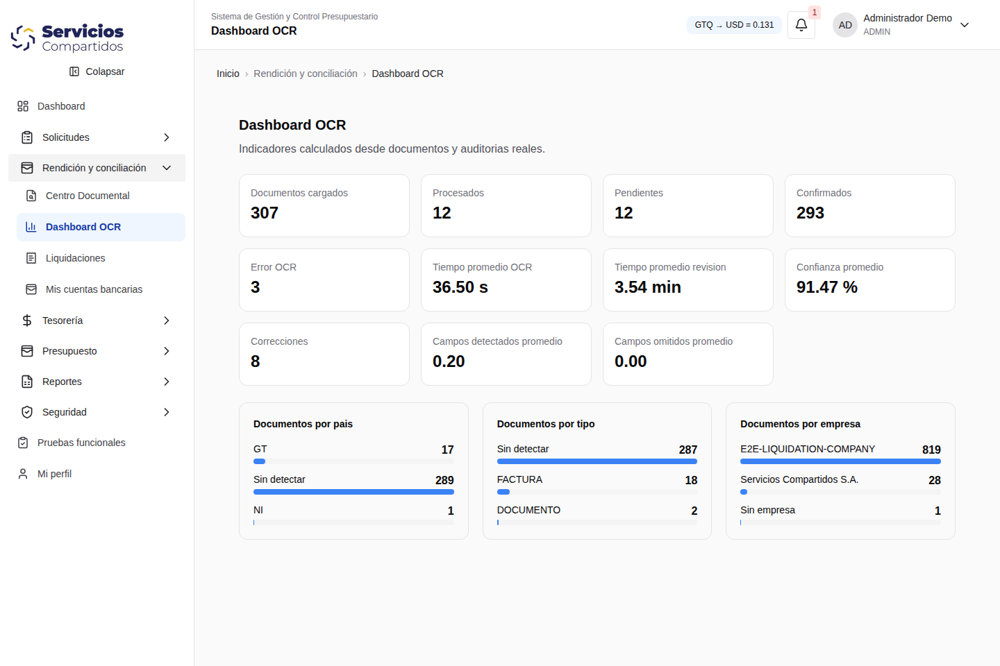 Servicios
Compartidos
Colapsar
Dashboard
Solicitudes
Rendición y conciliación
Centro Documental
Dashboard OCR
Liquidaciones
Mis cuentas bancarias
Tesorería
Presupuesto
Reportes
Seguridad
Pruebas funcionales
Mi perfil
Sistema de Gestión y Control Presupuestario
Dashboard OCR
GTQ → USD = 0.131
1
AD
Administrador Demo
ADMIN
Inicio › Rendición y conciliación › Dashboard OCR
Dashboard OCR
Indicadores calculados desde documentos y auditorias reales.
Documentos cargados
307
Procesados
12
Pendientes
12
Confirmados
293
Error OCR
3
Tiempo promedio OCR
36.50 s
Tiempo promedio revision
3.54 min
Confianza promedio
91.47 %
Correcciones
8
Campos detectados promedio
0.20
Campos omitidos promedio
0.00
Documentos por pais
GT 17
Sin detectar 289
NI 1
Documentos por tipo
Sin detectar 287
FACTURA 18
DOCUMENTO 2
Documentos por empresa
E2E-LIQUIDATION-COMPANY 819
Servicios Compartidos S.A. 28
Sin empresa 1